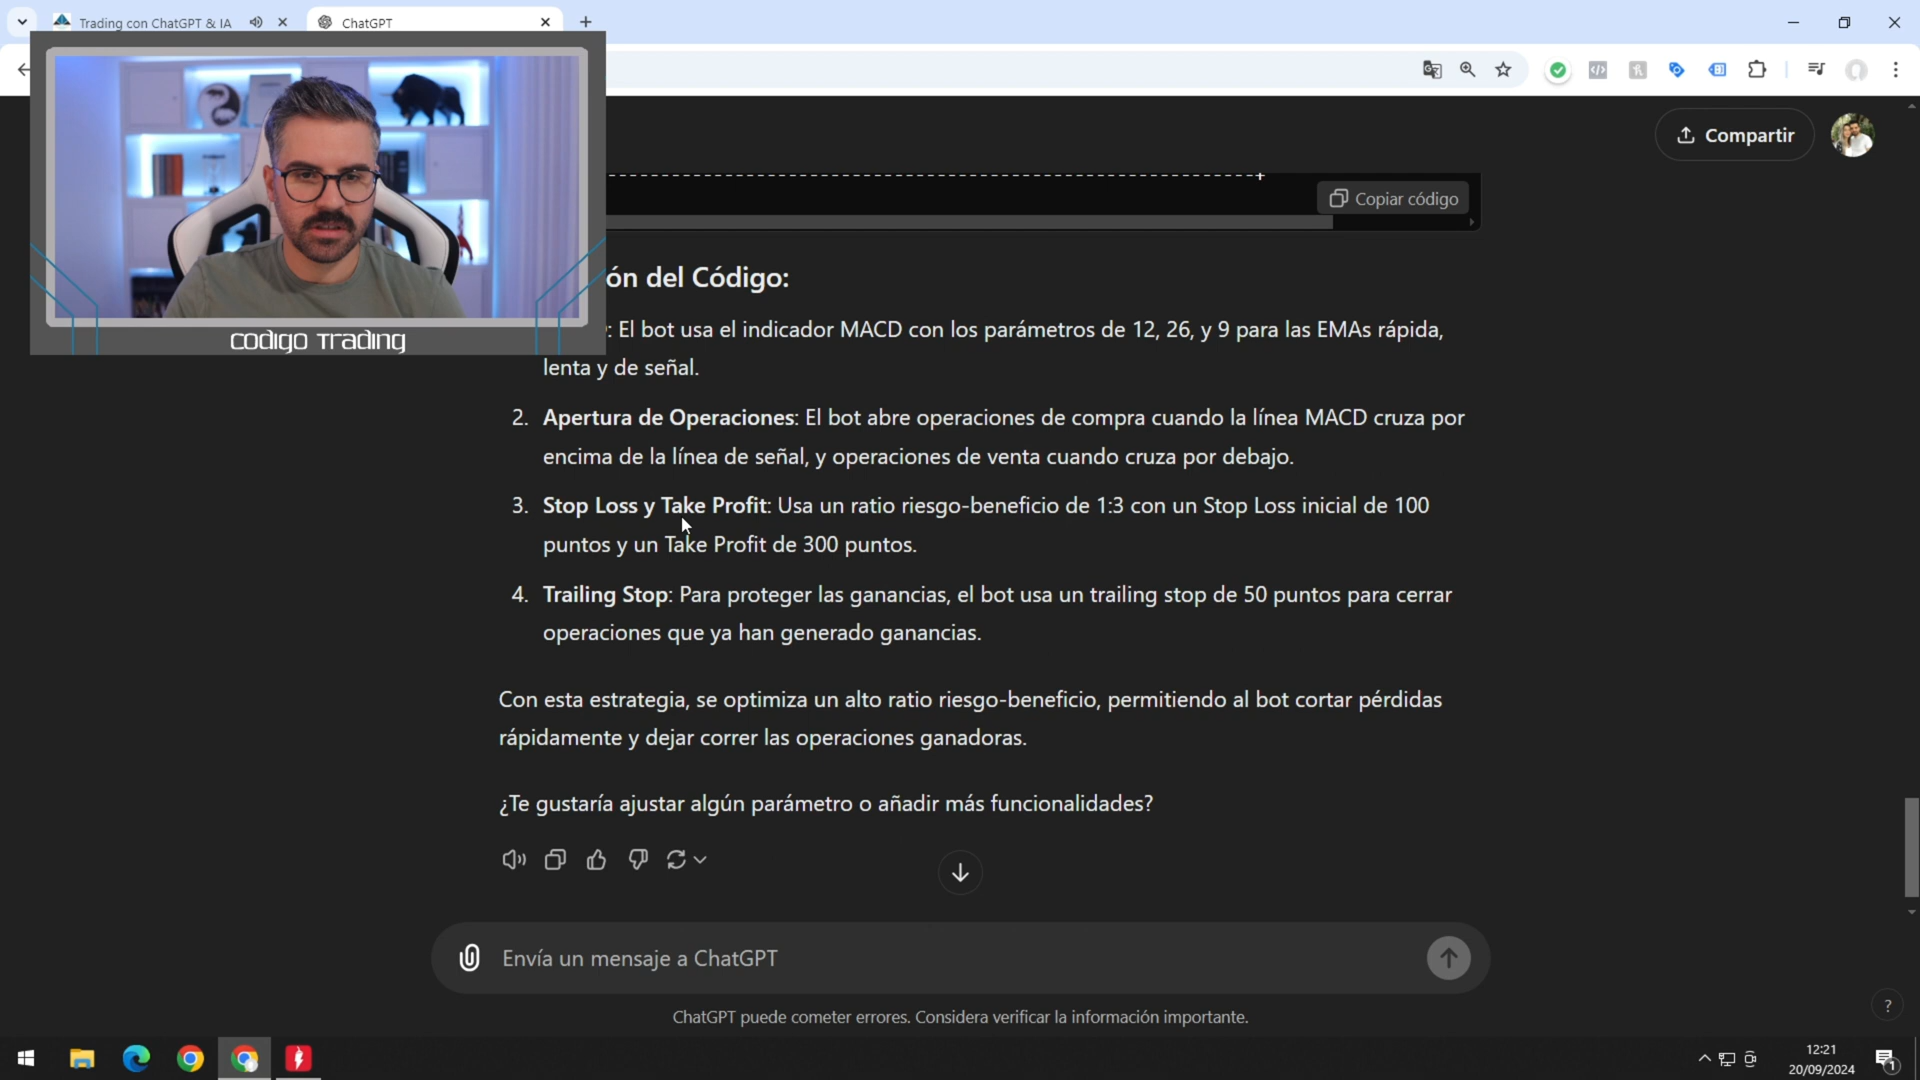 Trading con ChatGPT & IA
ChatGPT
Compartir
Copiar código
ón del Código:
: El bot usa el indicador MACD con los parámetros de 12, 26, y 9 para las EMAs rápida,
lenta y de señal.
2. Apertura de Operaciones: El bot abre operaciones de compra cuando la línea MACD cruza por
encima de la línea de señal, y operaciones de venta cuando cruza por debajo.
3. Stop Loss y Take Profit: Usa un ratio riesgo-beneficio de 1:3 con un Stop Loss inicial de 100
puntos y un Take Profit de 300 puntos.
4. Trailing Stop: Para proteger las ganancias, el bot usa un trailing stop de 50 puntos para cerrar
operaciones que ya han generado ganancias.
Con esta estrategia, se optimiza un alto ratio riesgo-beneficio, permitiendo al bot cortar pérdidas
rápidamente y dejar correr las operaciones ganadoras.
¿Te gustaría ajustar algún parámetro o añadir más funcionalidades?
Envía un mensaje a ChatGPT
ChatGPT puede cometer errores. Considera verificar la información importante.
?
codigo Trading
12:21
20/09/2024
1